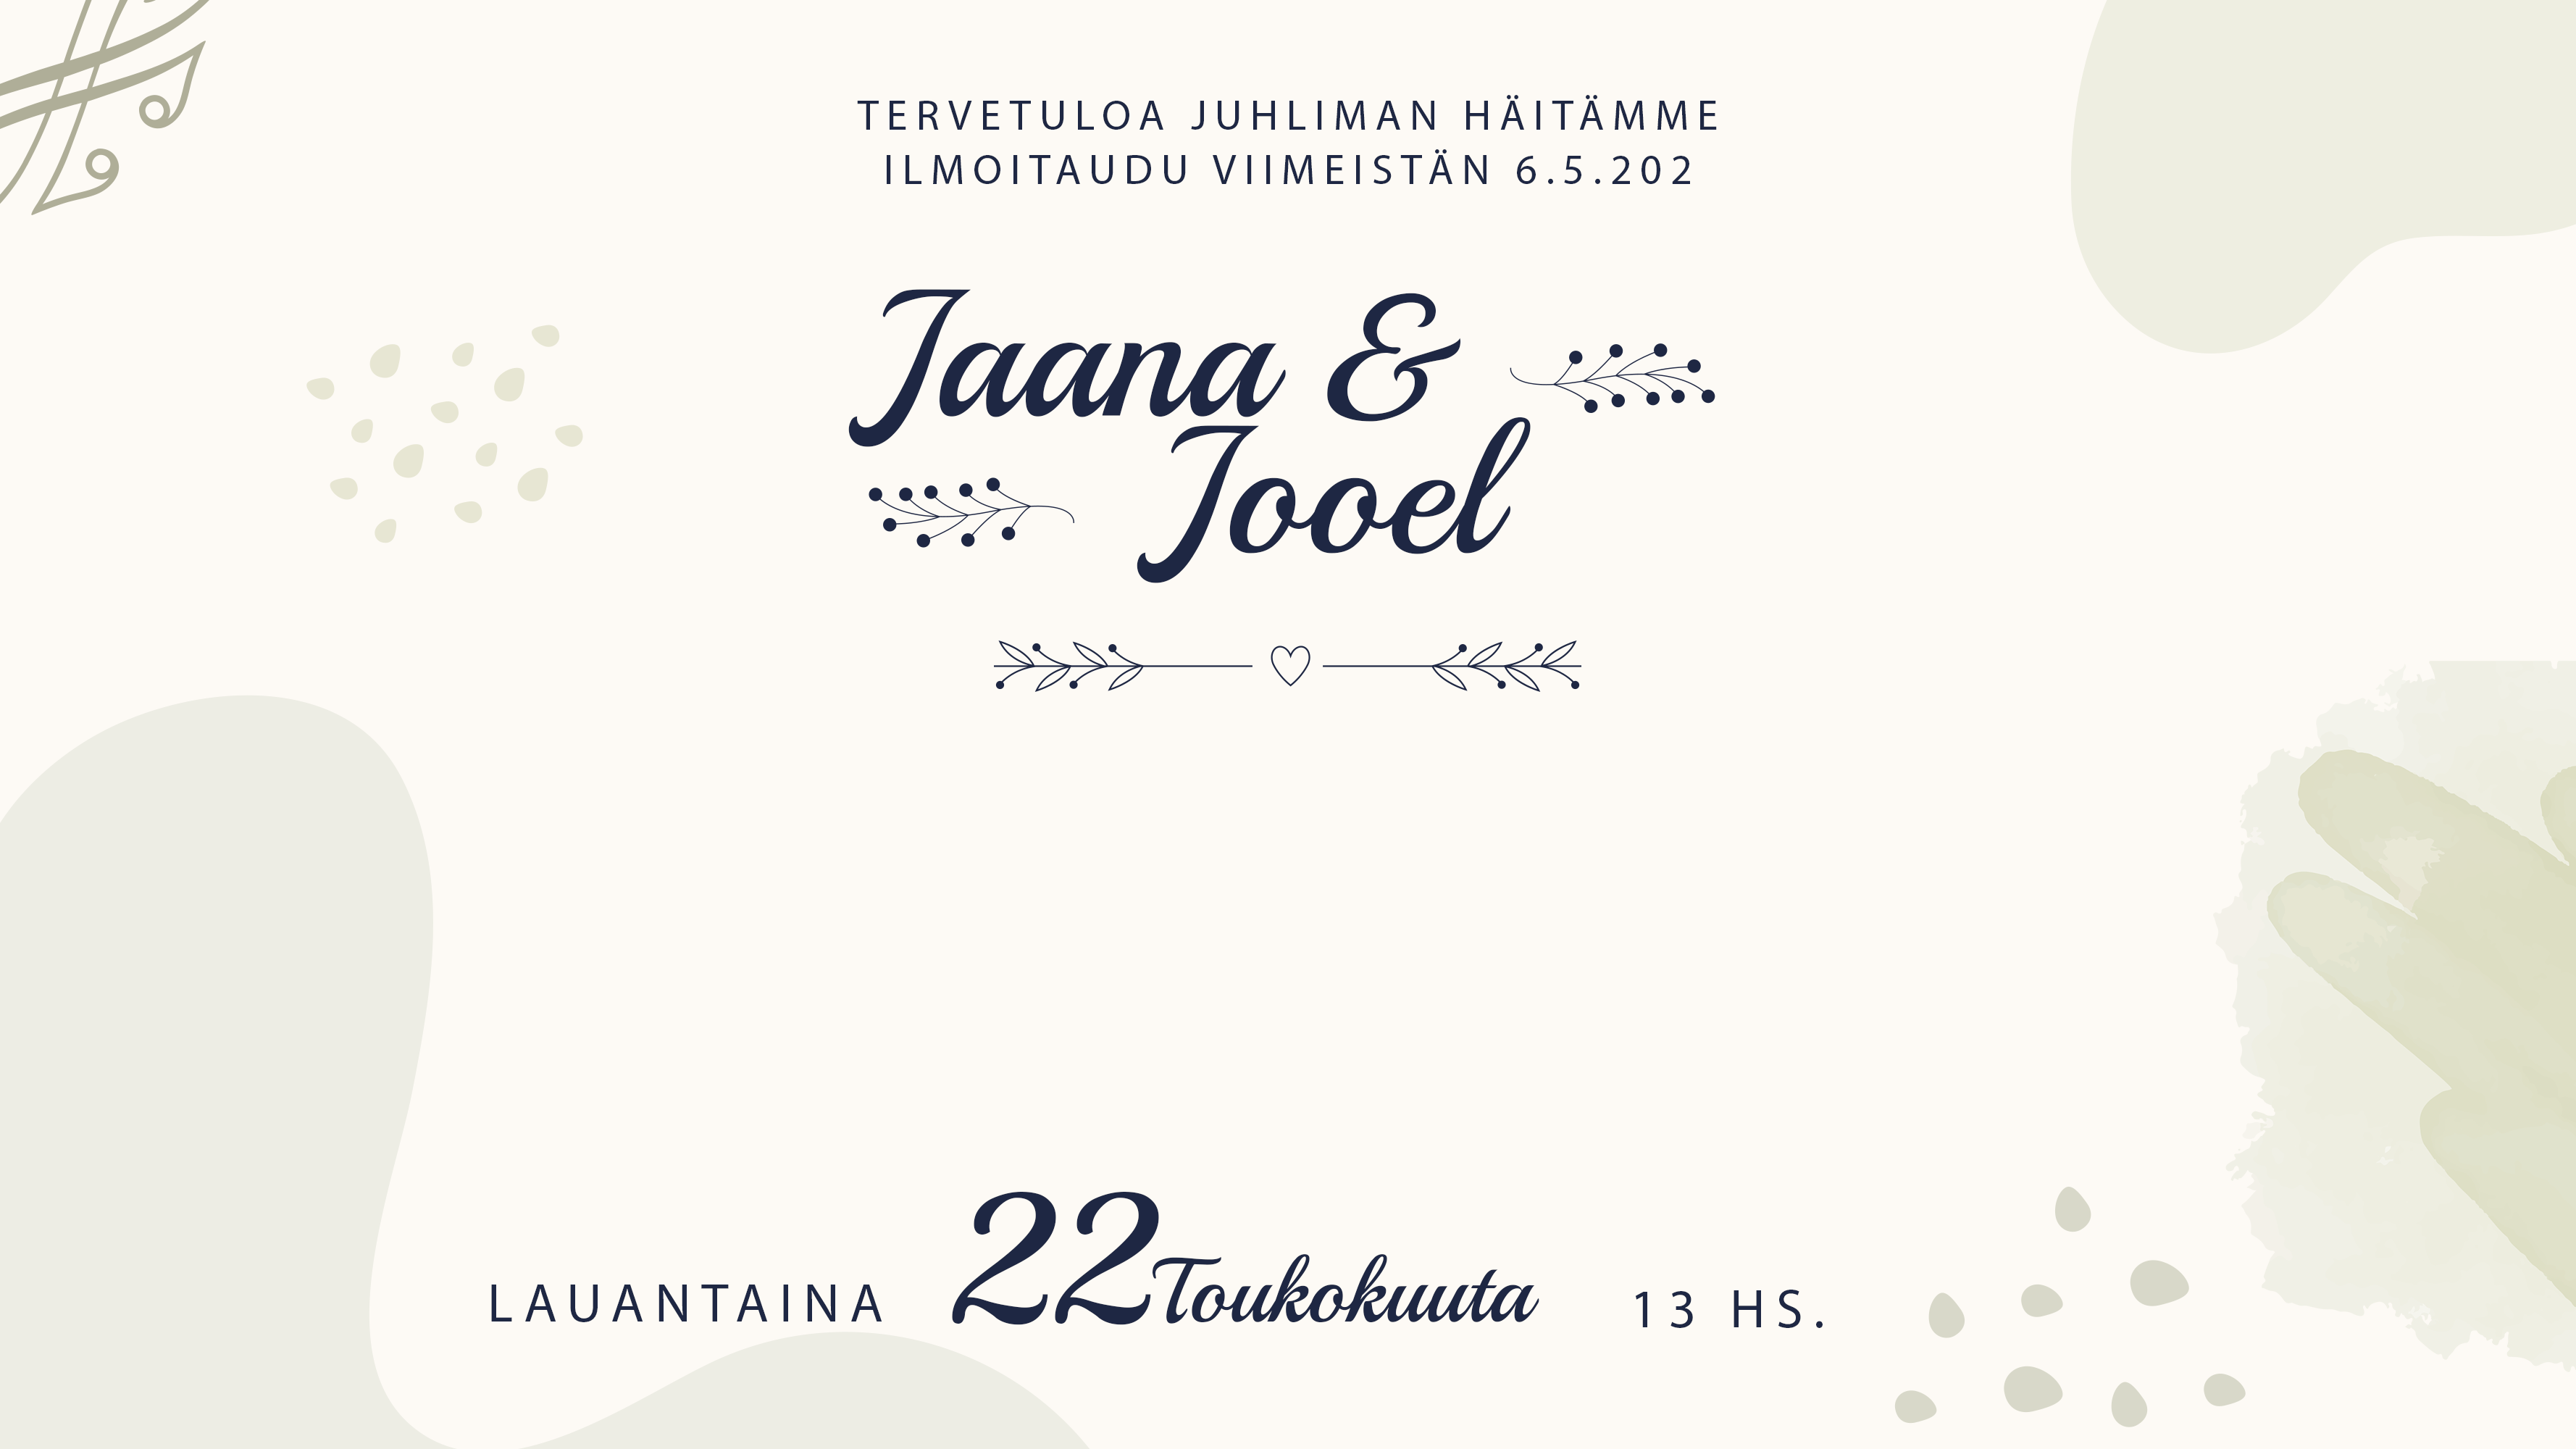 TERVETULOA JUHLIMAN HÄITÄMME
ILMOITAUDU VIIMEISTÄN 6.5.202
Jaana &
Jooel
LAUANTAINA 22 Toukokuuta 13 HS.